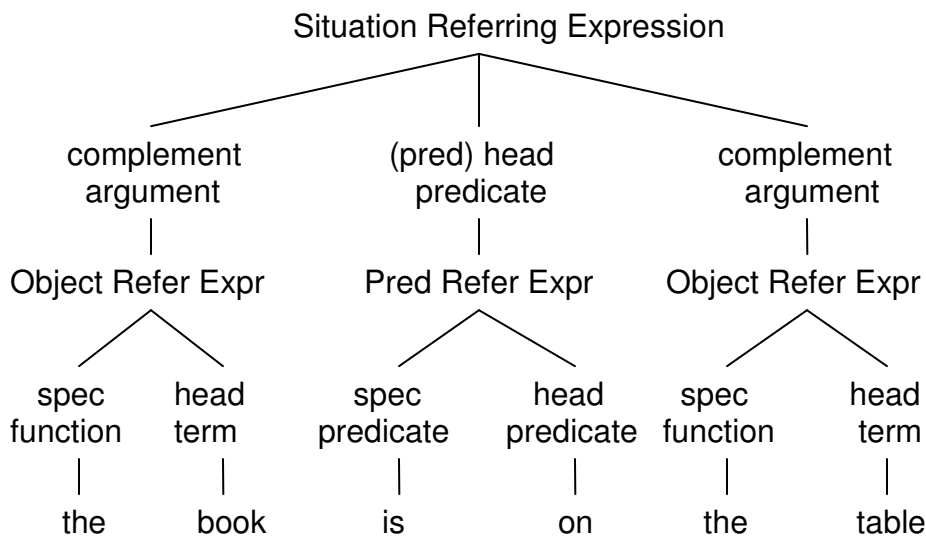 Situation Referring Expression
complement (pred) head complement
argument predicate argument
Object Refer Expr Pred Refer Expr Object Refer Expr
spec head spec head spec head
function term predicate predicate function term
the book is on the table